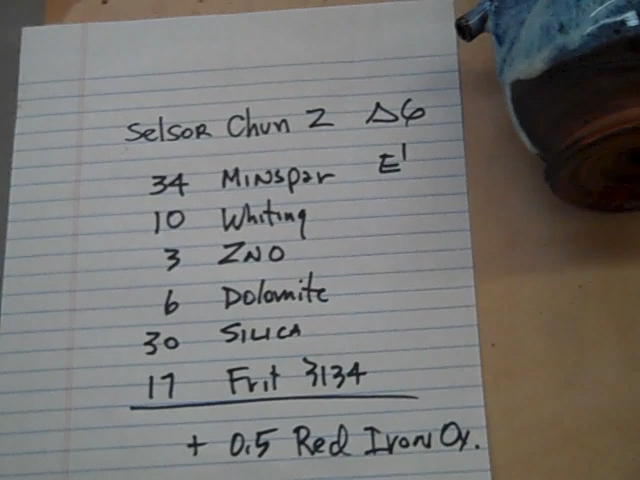 Selsor Chun 2 Δ6
E'
34 Minspar
10 Whiting
3 ZNO
6 Dolomite
30 SILICA
17 Frit 3134
+ 0.5 Red Iron Ox.